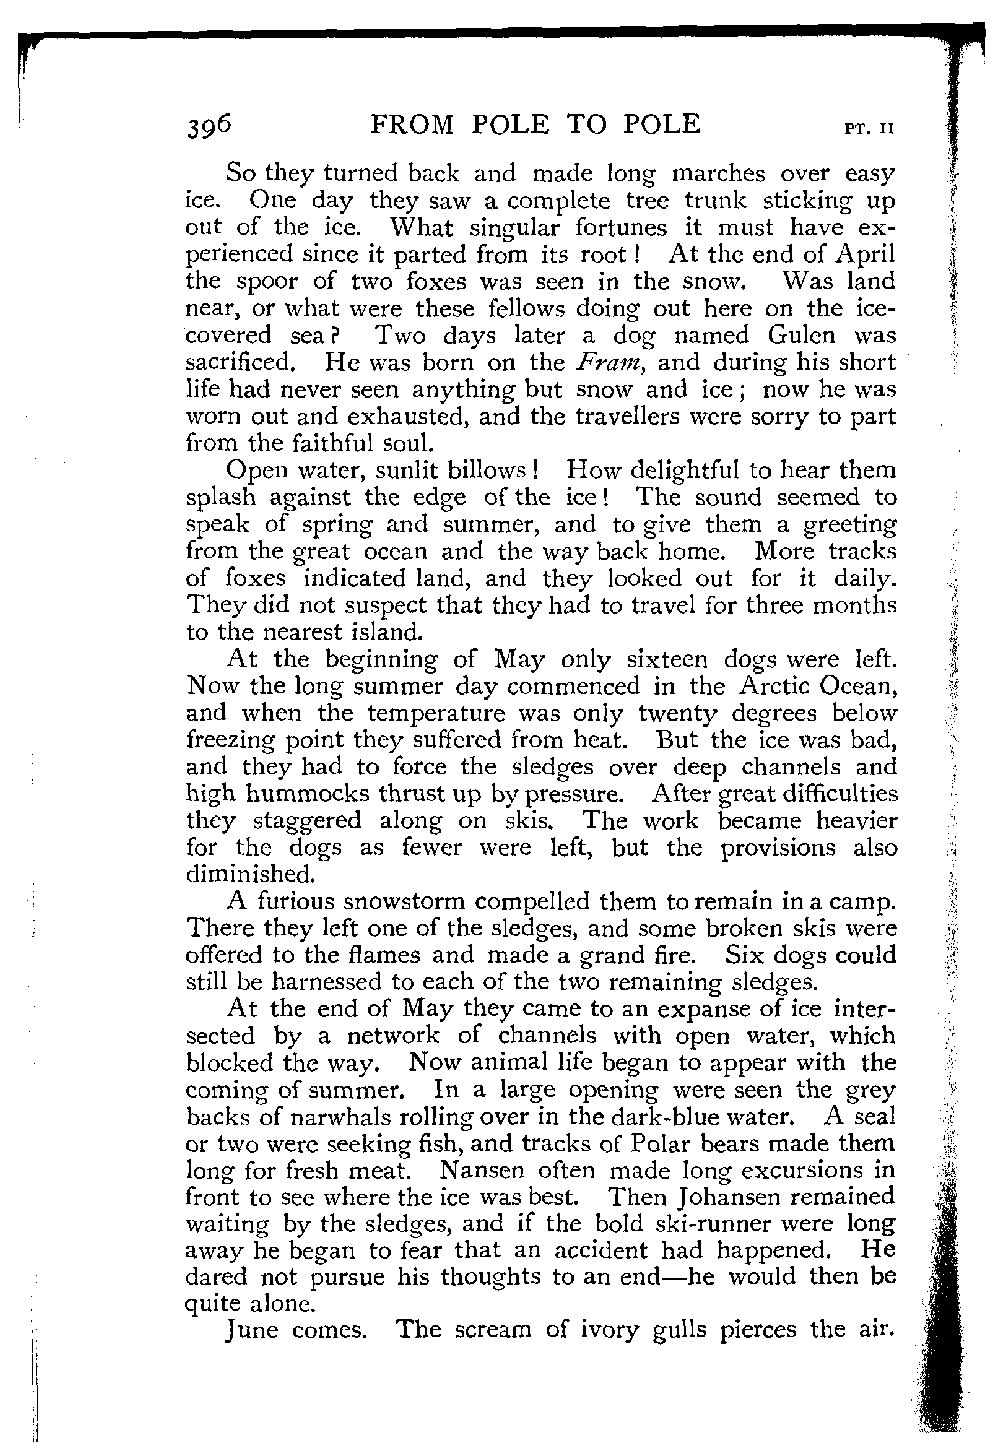 396 FROM POLE TO POLE PT. II
So they turned back and made long marches over easy
ice. One day they saw a complete tree trunk sticking up
out of the ice. What singular fortunes it must have ex-
perienced since it parted from its root! At the end of April
the spoor of two foxes was seen in the snow. Was land
near, or what were these fellows doing out here on the ice-
covered sea? Two days later a dog named Gulen was
sacrificed. He was born on the Fram, and during his short
life had never seen anything but snow and ice; now he was
worn out and exhausted, and the travellers were sorry to part
from the faithful soul.
Open water, sunlit billows! How delightful to hear them
splash against the edge of the ice! The sound seemed to
speak of spring and summer, and to give them a greeting
from the great ocean and the way back home. More tracks
of foxes indicated land, and they looked out for it daily.
They did not suspect that they had to travel for three months
to the nearest island.
At the beginning of May only sixteen dogs were left.
Now the long summer day commenced in the Arctic Ocean,
and when the temperature was only twenty degrees below
freezing point they suffered from heat. But the ice was bad,
and they had to force the sledges over deep channels and
high hummocks thrust up by pressure. After great difficulties
they staggered along on skis. The work became heavier
for the dogs as fewer were left, but the provisions also
diminished.
A furious snowstorm compelled them to remain in a camp.
There they left one of the sledges, and some broken skis were
offered to the flames and made a grand fire. Six dogs could
still be harnessed to each of the two remaining sledges.
At the end of May they came to an expanse of ice inter-
sected by a network of channels with open water, which
blocked the way. Now animal life began to appear with the
coming of summer. In a large opening were seen the grey
backs of narwhals rolling over in the dark-blue water. A seal
or two were seeking fish, and tracks of Polar bears made them
long for fresh meat. Nansen often made long excursions in
front to see where the ice was best. Then Johansen remained
waiting by the sledges, and if the bold ski-runner were long
away he began to fear that an accident had happened. He
dared not pursue his thoughts to an end—he would then be
quite alone.
June comes. The scream of ivory gulls pierces the air.